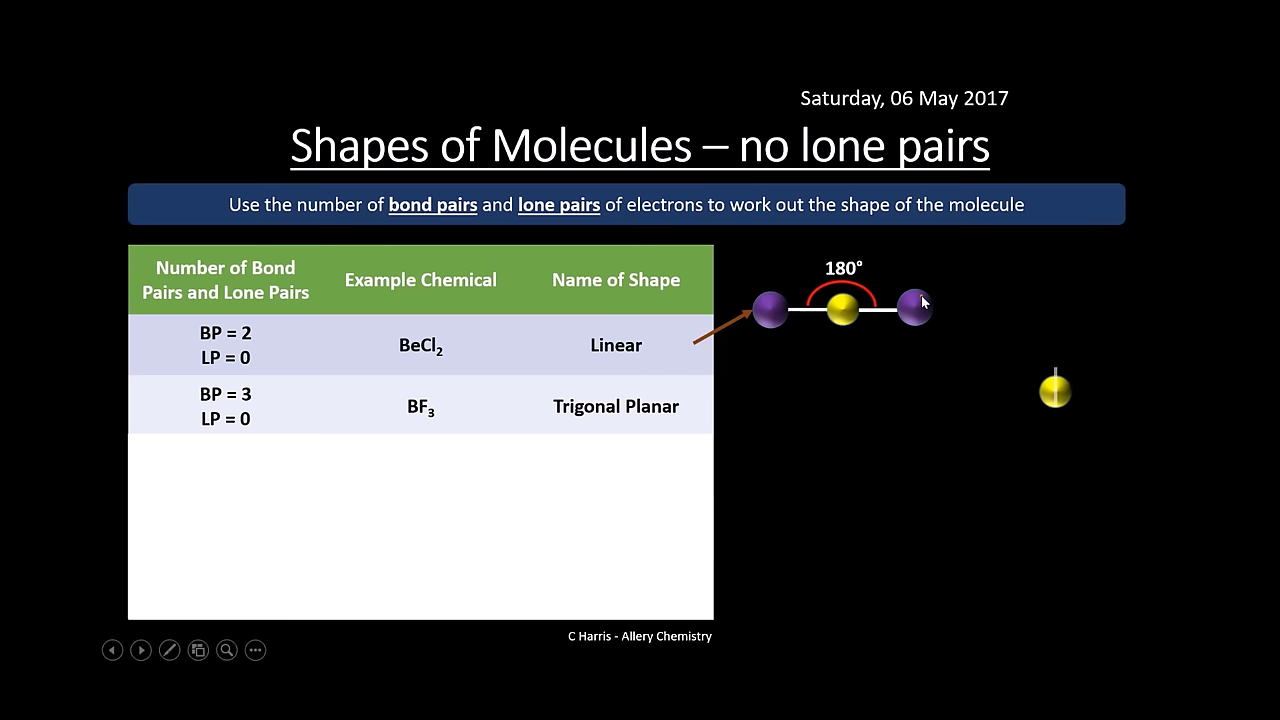 Saturday, 06 May 2017
Shapes of Molecules – no lone pairs
Use the number of bond pairs and lone pairs of electrons to work out the shape of the molecule
Number of Bond
Pairs and Lone Pairs
Example Chemical
Name of Shape
BP = 2
LP = 0
BeCl₂
Linear
BP = 3
LP = 0
BF₃
Trigonal Planar
180°
C Harris - Allery Chemistry